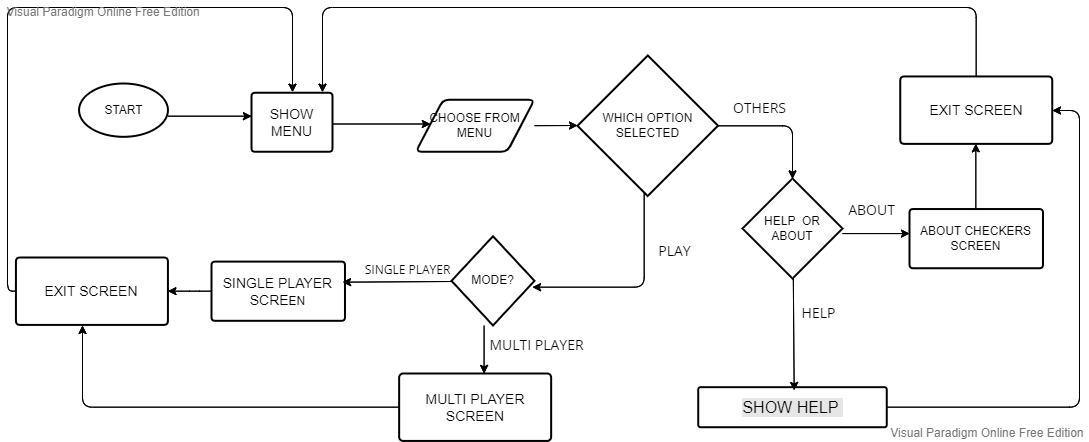 Visual Paradigm Online Free Edition
START
SHOW
MENU
CHOOSE FROM
MENU
WHICH OPTION
SELECTED
OTHERS
EXIT SCREEN
HELP OR
ABOUT
ABOUT
ABOUT CHECKERS
SCREEN
PLAY
MODE?
SINGLE PLAYER
SINGLE PLAYER
SCREEN
EXIT SCREEN
HELP
MULTI PLAYER
MULTI PLAYER
SCREEN
SHOW HELP
Visual Paradigm Online Free Edition